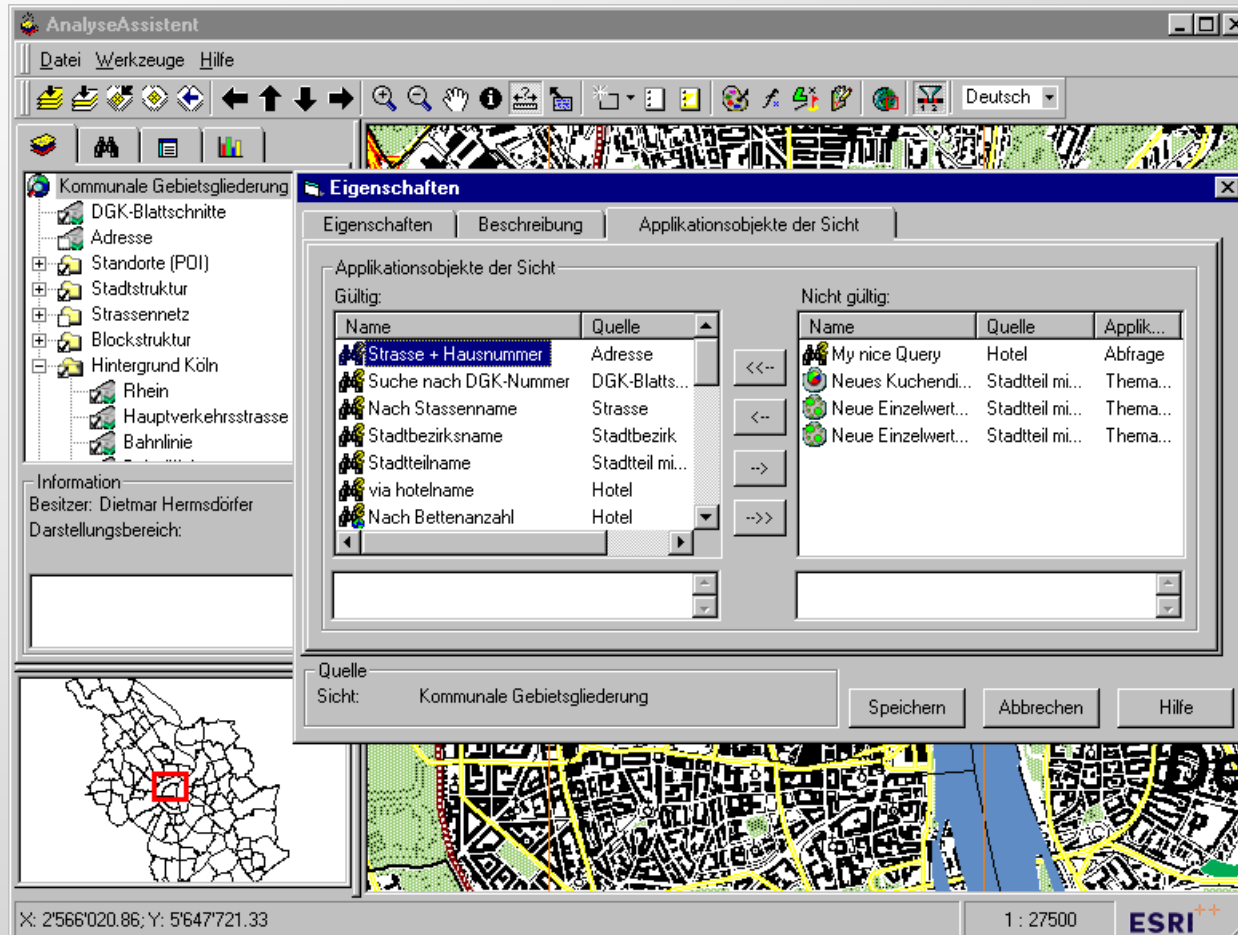 AnalyseAssistent
Datei Werkzeuge Hilfe
Deutsch
Kommunale Gebietsgliederung
DGK-Blattschnitte
Adresse
Standorte (POI)
Stadtstruktur
Strassennetz
Blockstruktur
Hintergrund Köln
Rhein
Hauptverkehrsstrasse
Bahnlinie
Information
Besitzer: Dietmar Hermsdörfer
Darstellungsbereich:
Eigenschaften
Eigenschaften Beschreibung Applikationsobjekte der Sicht
Applikationsobjekte der Sicht
Gültig:
Name Quelle
Strasse + Hausnummer Adresse
Suche nach DGK-Nummer DGK-Blatts...
Nach Stassenname Strasse
Stadtbezirksname Stadtbezirk
Stadtteilname Stadtteil mi...
via hotelname Hotel
Nach Bettenanzahl Hotel
<<--
<--
-->
-->>
Nicht gültig:
Name Quelle Applik...
My nice Query Hotel Abfrage
Neues Kuchendi... Stadtteil mi... Thema...
Neue Einzelwert... Stadtteil mi... Thema...
Neue Einzelwert... Stadtteil mi... Thema...
Quelle
Sicht: Kommunale Gebietsgliederung
Speichern Abbrechen Hilfe
De
X: 2'566'020.86; Y: 5'647'721.33
1 : 27500
ESRI++